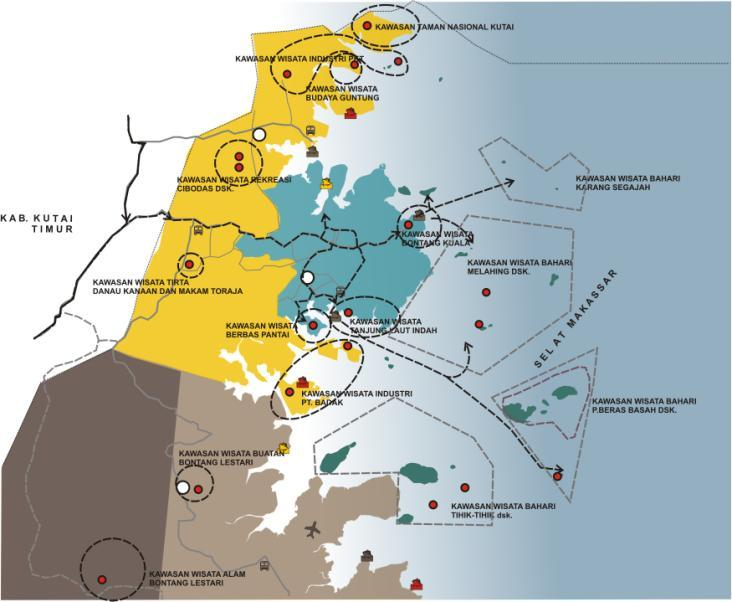 KAWASAN TAMAN NASIONAL KUTAI
KAWASAN WISATA INDUSTRI PKT
KAWASAN WISATA
BUDAYA GUNTUNG
KAWASAN WISATA REKREASI
CIBODAS DSK.
KAWASAN WISATA BAHARI
KARANG SEGAJAH
KAB. KUTAI
TIMUR
KAWASAN WISATA
BONTANG KUALA
KAWASAN WISATA BAHARI
MELAHING DSK.
KAWASAN WISATA TIRTA
DANAU KANAAN DAN MAKAM TORAJA
SELAT MAKASSAR
KAWASAN WISATA
BERBAS PANTAI
KAWASAN WISATA
TANJUNG LAUT INDAH
KAWASAN WISATA INDUSTRI
PT. BADAK
KAWASAN WISATA BAHARI
P.BERAS BASAH DSK.
KAWASAN WISATA BUATAN
BONTANG LESTARI
KAWASAN WISATA BAHARI
TIHIK-TIHIK dsk.
KAWASAN WISATA ALAM
BONTANG LESTARI